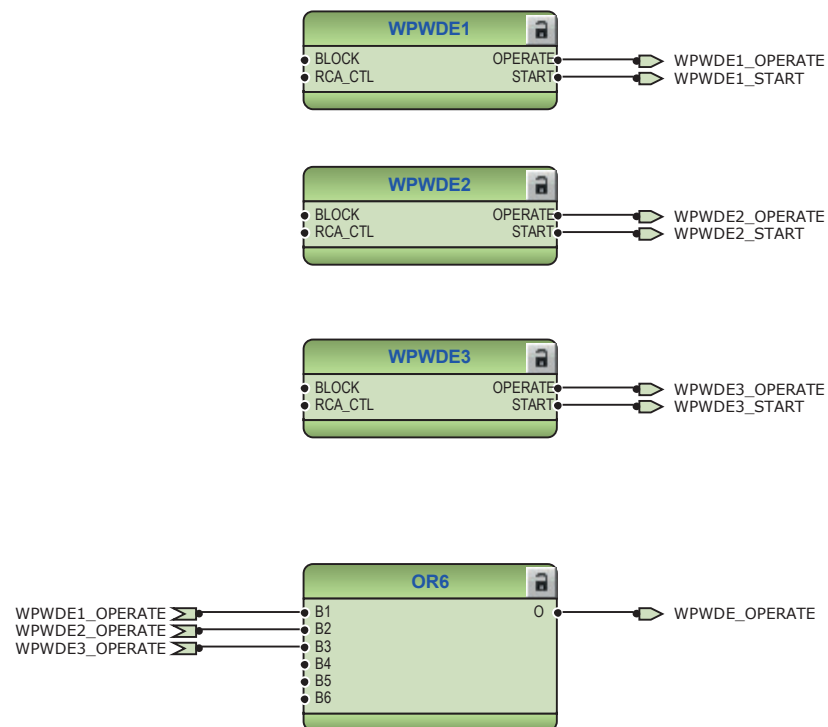 WPWDE1
BLOCK OPERATE WPWDE1_OPERATE
RCA_CTL START WPWDE1_START
WPWDE2
BLOCK OPERATE WPWDE2_OPERATE
RCA_CTL START WPWDE2_START
WPWDE3
BLOCK OPERATE WPWDE3_OPERATE
RCA_CTL START WPWDE3_START
OR6
WPWDE1_OPERATE B1 O WPWDE_OPERATE
WPWDE2_OPERATE B2
WPWDE3_OPERATE B3
B4
B5
B6